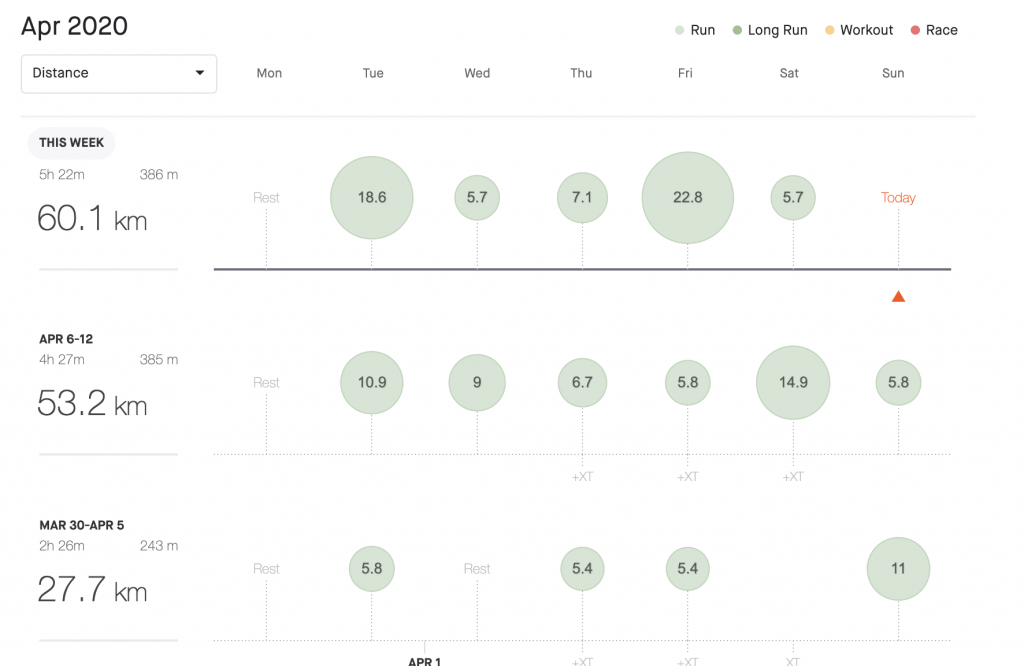 Apr 2020
Run Long Run Workout Race
Distance
Mon Tue Wed Thu Fri Sat Sun
THIS WEEK
5h 22m 386 m
60.1 km
Rest 18.6 5.7 7.1 22.8 5.7 Today
APR 6-12
4h 27m 385 m
53.2 km
Rest 10.9 9 6.7 5.8 14.9 5.8
+XT +XT +XT
MAR 30-APR 5
2h 26m 243 m
27.7 km
Rest 5.8 Rest 5.4 5.4 11
APR 1 +XT +XT XT